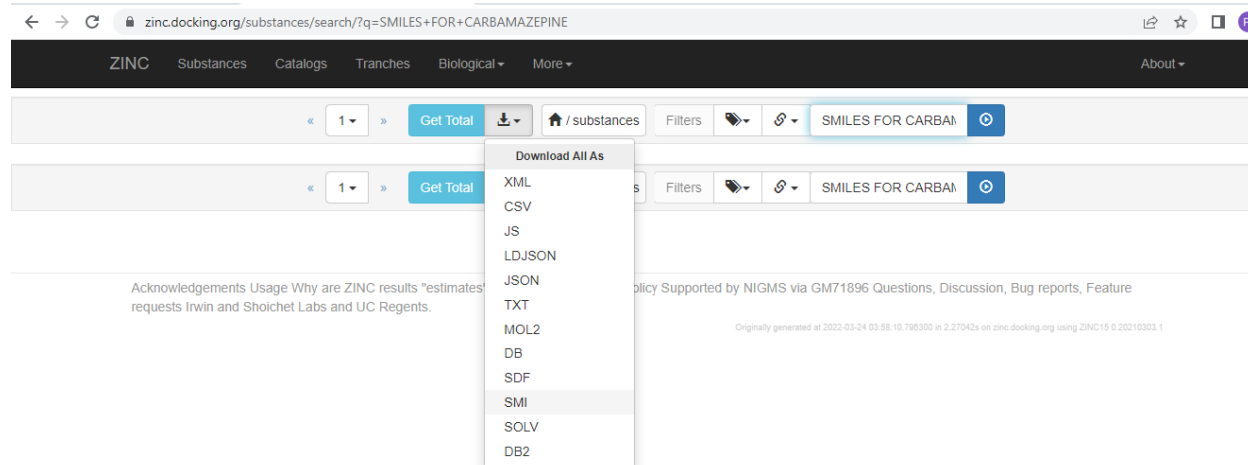 zinc.docking.org/substances/search/?q=SMILES+FOR+CARBAMAZEPINE
ZINC Substances Catalogs Tranches Biological More About
« 1 » Get Total / substances Filters SMILES FOR CARBAM
Download All As
« 1 » Get Total s Filters SMILES FOR CARBAM
XML
CSV
JS
LDJSON
JSON
TXT
MOL2
DB
SDF
SMI
SOLV
DB2
Acknowledgements Usage Why are ZINC results "estimates" olicy Supported by NIGMS via GM71896 Questions, Discussion, Bug reports, Feature
requests Irwin and Shoichet Labs and UC Regents.
Originally generated at 2022-03-24 03:58:10.798300 in 2.27042s on zinc.docking.org using ZINC15 0.20210303.1